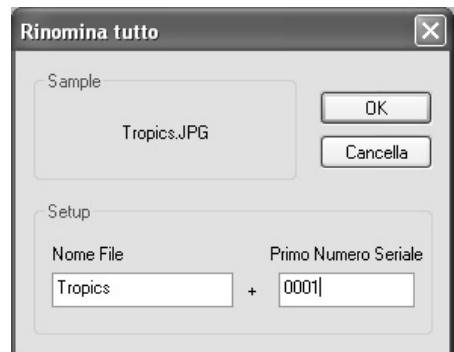 Rinomina tutto
Sample
Tropics.JPG
OK
Cancella
Setup
Nome File
Primo Numero Seriale
Tropics + 0001